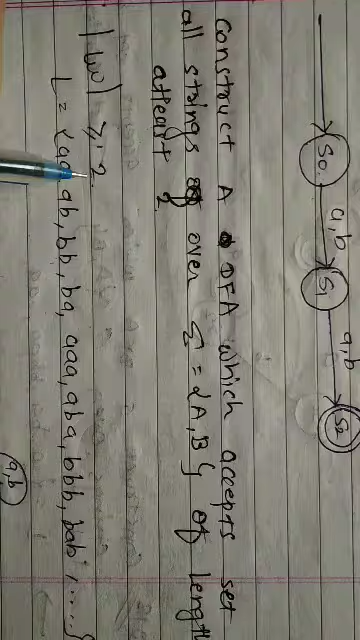 Construct A DFA which accepts set
all strings of over Σ = {A,B} of length
atleast 2
|w| ≥ 2
L = {aa, ab, bb, ba, aaa, aba, bbb, bab, ....}
S0 a,b S1 a,b S2
a,b